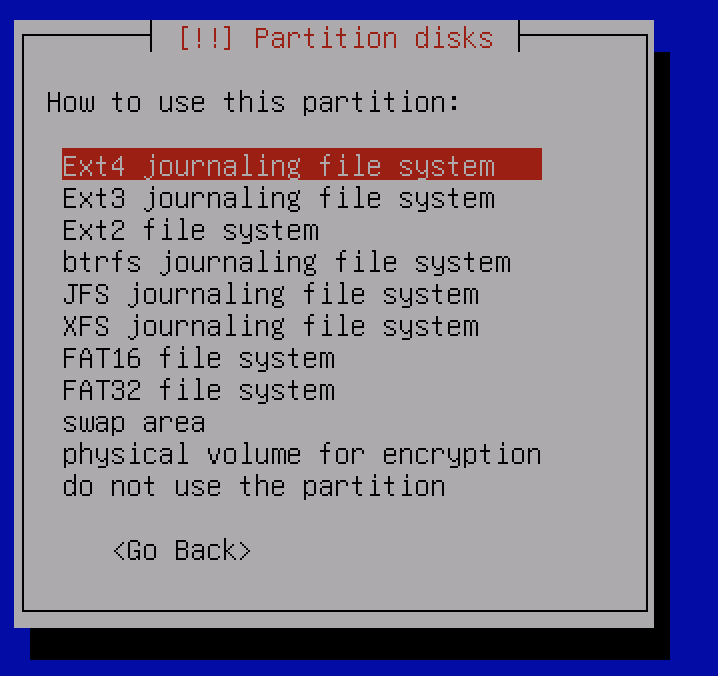 [!!] Partition disks
How to use this partition:
Ext4 journaling file system
Ext3 journaling file system
Ext2 file system
btrfs journaling file system
JFS journaling file system
XFS journaling file system
FAT16 file system
FAT32 file system
swap area
physical volume for encryption
do not use the partition
<Go Back>